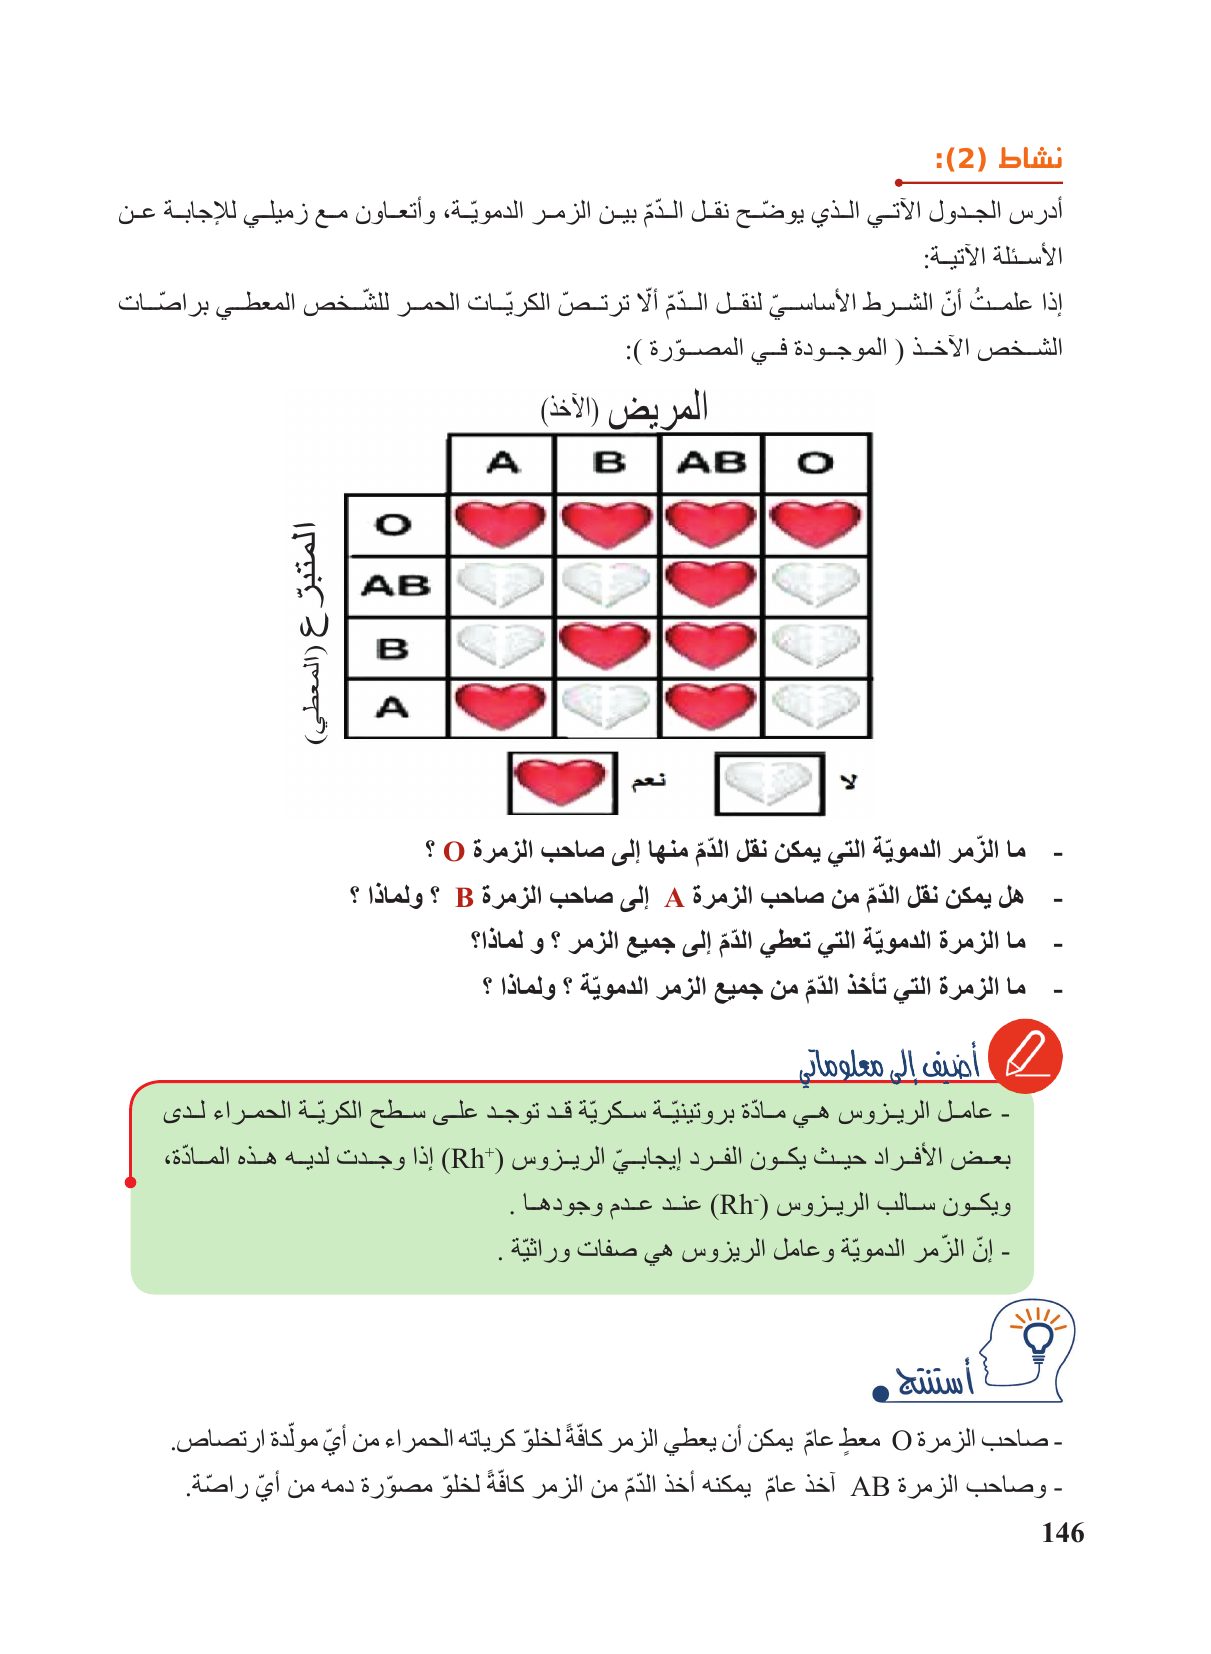 نشاط (2):
أدرس الجدول الآتي الذي يوضّح نقل الدّمّ بين الزمر الدمويّة، وأتعاون مع زميلي للإجابة عن
الأسئلة الآتية:
إذا علمتُ أنّ الشرط الأساسيّ لنقل الدّمّ ألّا ترتصّ الكريّات الحمر للشّخص المعطي براصّات
الشخص الآخذ ( الموجودة في المصوّرة ):
المريض (الآخذ)
A B AB O
المتبرّع (المعطي)
O
AB
B
A
نعم
لا
- ما الزّمر الدمويّة التي يمكن نقل الدّمّ منها إلى صاحب الزمرة O ؟
- هل يمكن نقل الدّمّ من صاحب الزمرة A إلى صاحب الزمرة B ؟ ولماذا ؟
- ما الزمرة الدمويّة التي تعطي الدّمّ إلى جميع الزمر ؟ و لماذا؟
- ما الزمرة التي تأخذ الدّمّ من جميع الزمر الدمويّة ؟ ولماذا ؟
أضيف إلى معلوماتي
- عامل الريزوس هي مادّة بروتينيّة سكريّة قد توجد على سطح الكريّة الحمراء لدى
بعض الأفراد حيث يكون الفرد إيجابيّ الريزوس (Rh⁺) إذا وجدت لديه هذه المادّة،
ويكون سالب الريزوس (Rh⁻) عند عدم وجودها .
- إنّ الزّمر الدمويّة وعامل الريزوس هي صفات وراثيّة .
أستنتج
- صاحب الزمرة O معطٍ عامّ يمكن أن يعطي الزمر كافّةً لخلوّ كرياته الحمراء من أيّ مولّدة ارتصاص.
- وصاحب الزمرة AB آخذ عامّ يمكنه أخذ الدّمّ من الزمر كافّةً لخلوّ مصوّرة دمه من أيّ راصّة.
146